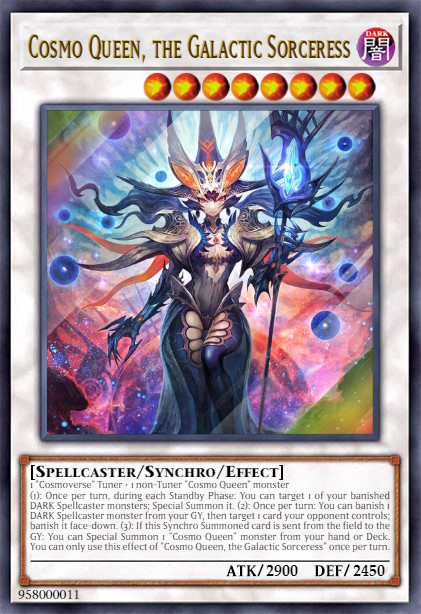 Cosmo Queen, the Galactic Sorceress
DARK
闇
[Spellcaster/Synchro/Effect]
1 "Cosmoverse" Tuner + 1 non-Tuner "Cosmo Queen" monster
(1): Once per turn, during each Standby Phase: You can target 1 of your banished
DARK Spellcaster monsters; Special Summon it. (2): Once per turn: You can banish 1
DARK Spellcaster monster from your GY, then target 1 card your opponent controls;
banish it face-down. (3): If this Synchro Summoned card is sent from the field to the
GY: You can Special Summon 1 "Cosmo Queen" monster from your hand or Deck.
You can only use this effect of "Cosmo Queen, the Galactic Sorceress" once per turn.
ATK/2900 DEF/2450
958000011